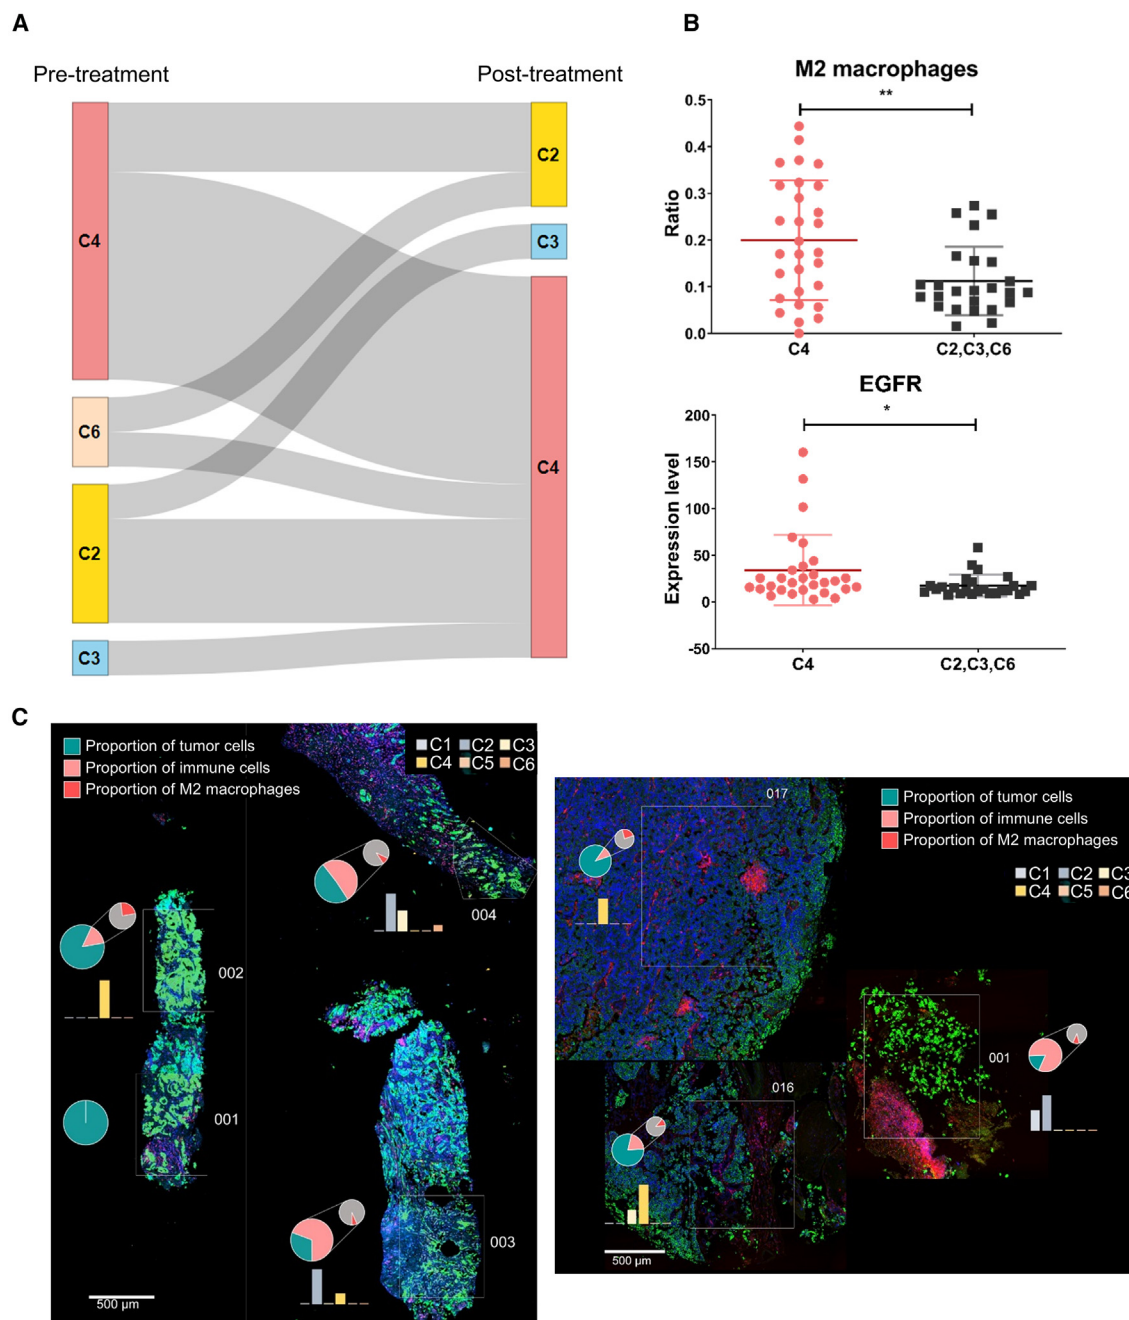 A
Pre-treatment
Post-treatment
C4
C6
C2
C3
C2
C3
C4
B
M2 macrophages
**
Ratio
0.5
0.4
0.3
0.2
0.1
0.0
C4
C2,C3,C6
EGFR
*
Expression level
200
150
100
50
0
-50
C4
C2,C3,C6
C
Proportion of tumor cells
Proportion of immune cells
Proportion of M2 macrophages
C1 C2 C3
C4 C5 C6
004
002
001
003
500 µm
017
Proportion of tumor cells
Proportion of immune cells
Proportion of M2 macrophages
C1 C2 C3
C4 C5 C6
001
016
500 µm